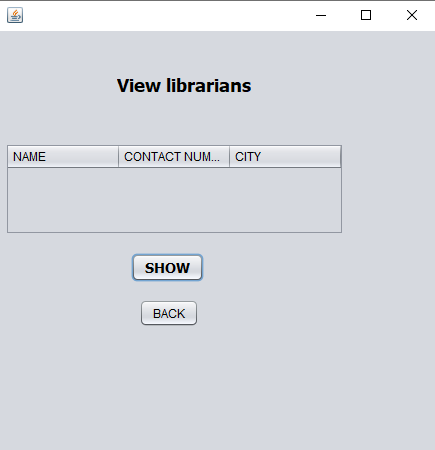 View librarians
NAME CONTACT NUM... CITY
SHOW
BACK